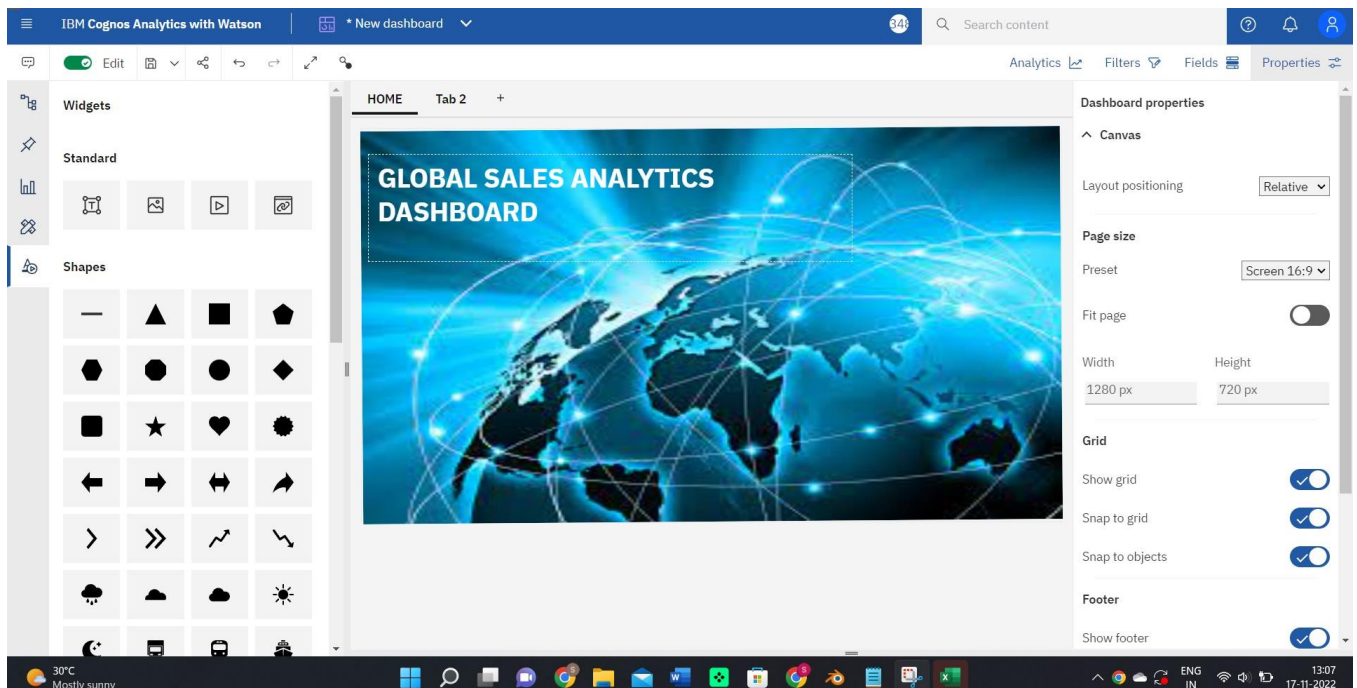 IBM Cognos Analytics with Watson
* New dashboard
348
Search content
Edit
Analytics
Filters
Fields
Properties
Widgets
Standard
Shapes
HOME
Tab 2
+
GLOBAL SALES ANALYTICS
DASHBOARD
Dashboard properties
Canvas
Layout positioning
Relative
Page size
Preset
Screen 16:9
Fit page
Width
Height
1280 px
720 px
Grid
Show grid
Snap to grid
Snap to objects
Footer
Show footer
30°C
Mostly sunny
ENG
IN
13:07
17-11-2022